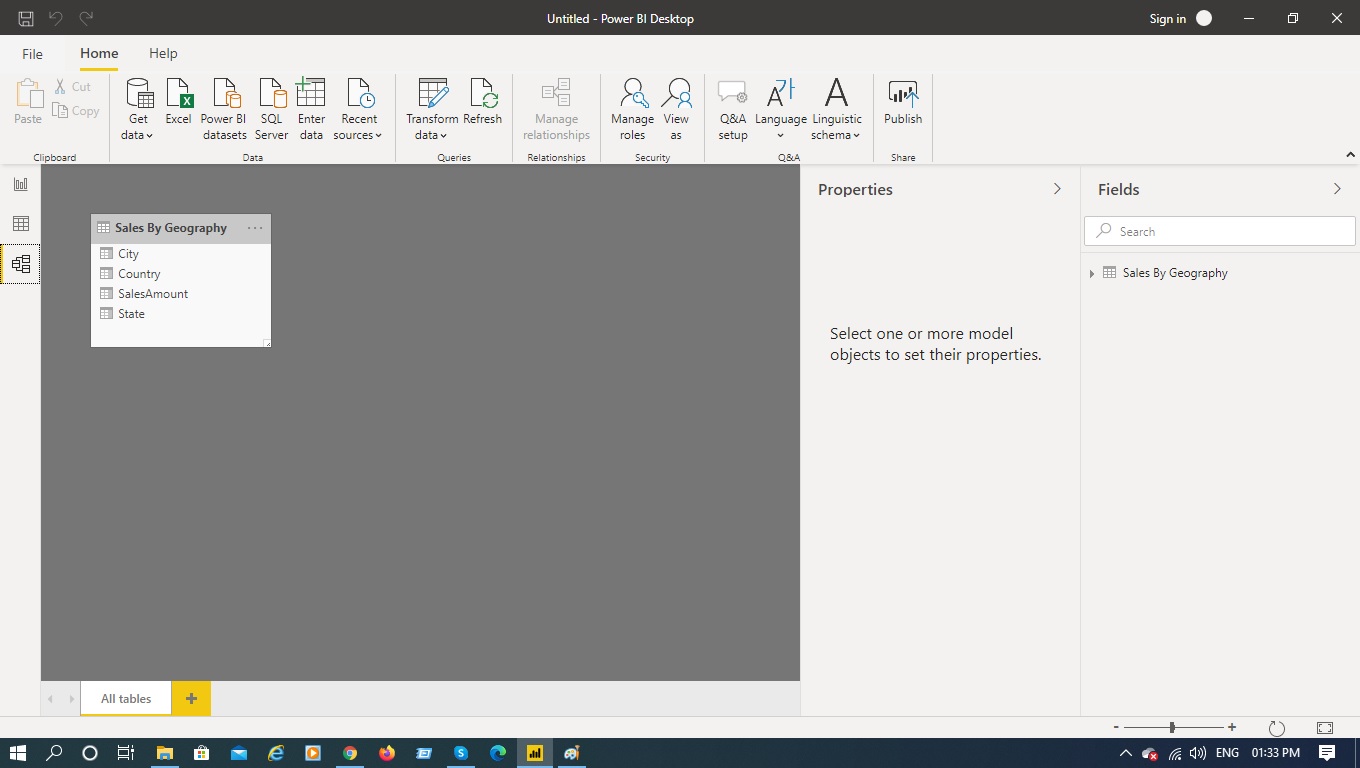 Untitled - Power BI Desktop
Sign in
File
Home
Help
Paste
Cut
Copy
Clipboard
Get
data
Excel
Power BI
datasets
SQL
Server
Enter
data
Recent
sources
Data
Transform
data
Refresh
Queries
Manage
relationships
Relationships
Manage
roles
View
as
Security
Q&A
setup
Language
Linguistic
schema
Q&A
Publish
Share
Sales By Geography
City
Country
SalesAmount
State
Properties
Select one or more model
objects to set their properties.
Fields
Search
Sales By Geography
All tables
ENG
01:33 PM